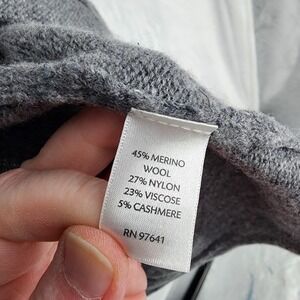 45% MERINO
WOOL
27% NYLON
23% VISCOSE
5% CASHMERE
RN 97641